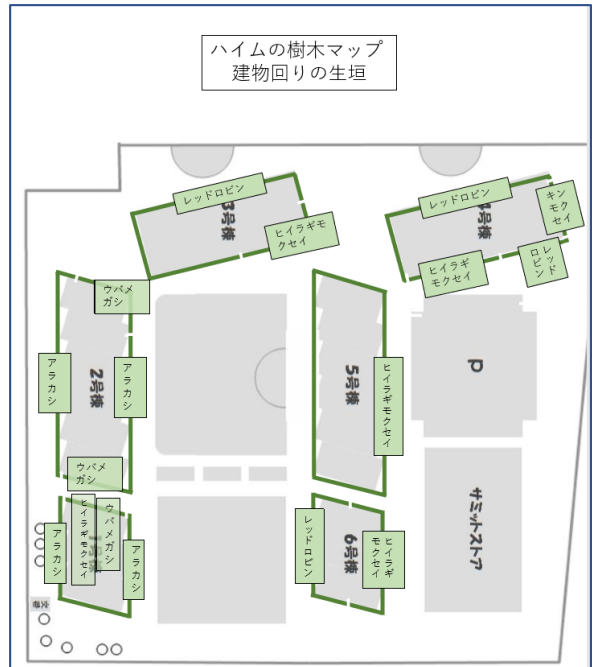 ハイムの樹木マップ
建物回りの生垣
レッドロビン
3号棟
ヒイラギモ
クセイ
レッドロビン
4号棟
キン
モク
セイ
ヒイラギ
モクセイ
レッド
ロビン
ウバメ
ガシ
アラカシ
2号棟
アラカシ
ウバメ
ガシ
5号棟
ヒイラギモクセイ
P
アラカシ
ヒイラギモクセイ
ウバメガシ
1号棟
アラカシ
レッドロビン
6号棟
ヒイラギ
モクセイ
サミットストア